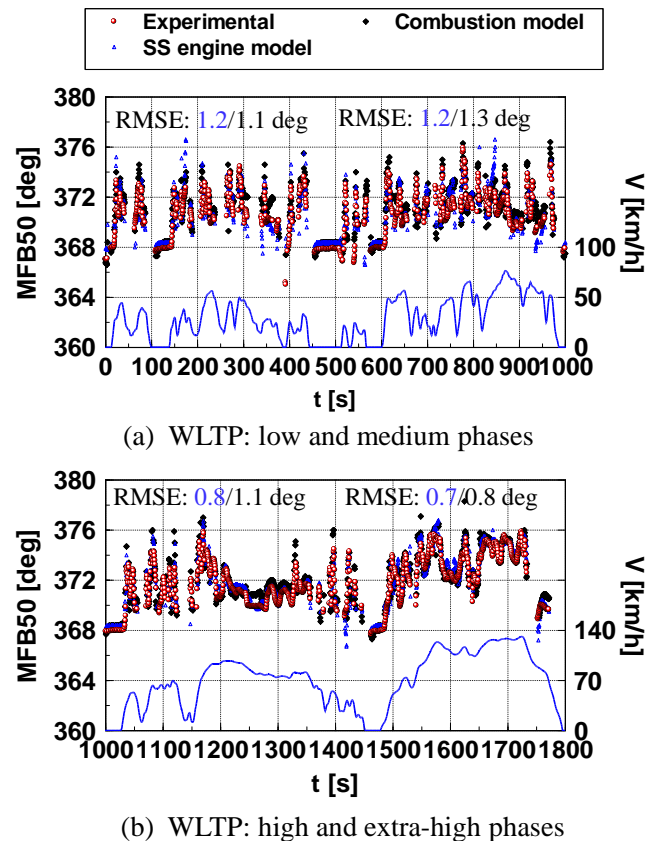 Experimental
Combustion model
SS engine model
380
376
372
368
364
360
MFB50 [deg]
RMSE: 1.2/1.1 deg
RMSE: 1.2/1.3 deg
100
50
0
V [km/h]
0 100 200 300 400 500 600 700 800 900 1000
t [s]
(a) WLTP: low and medium phases
380
376
372
368
364
360
MFB50 [deg]
RMSE: 0.8/1.1 deg
RMSE: 0.7/0.8 deg
140
70
0
V [km/h]
1000 1100 1200 1300 1400 1500 1600 1700 1800
t [s]
(b) WLTP: high and extra-high phases